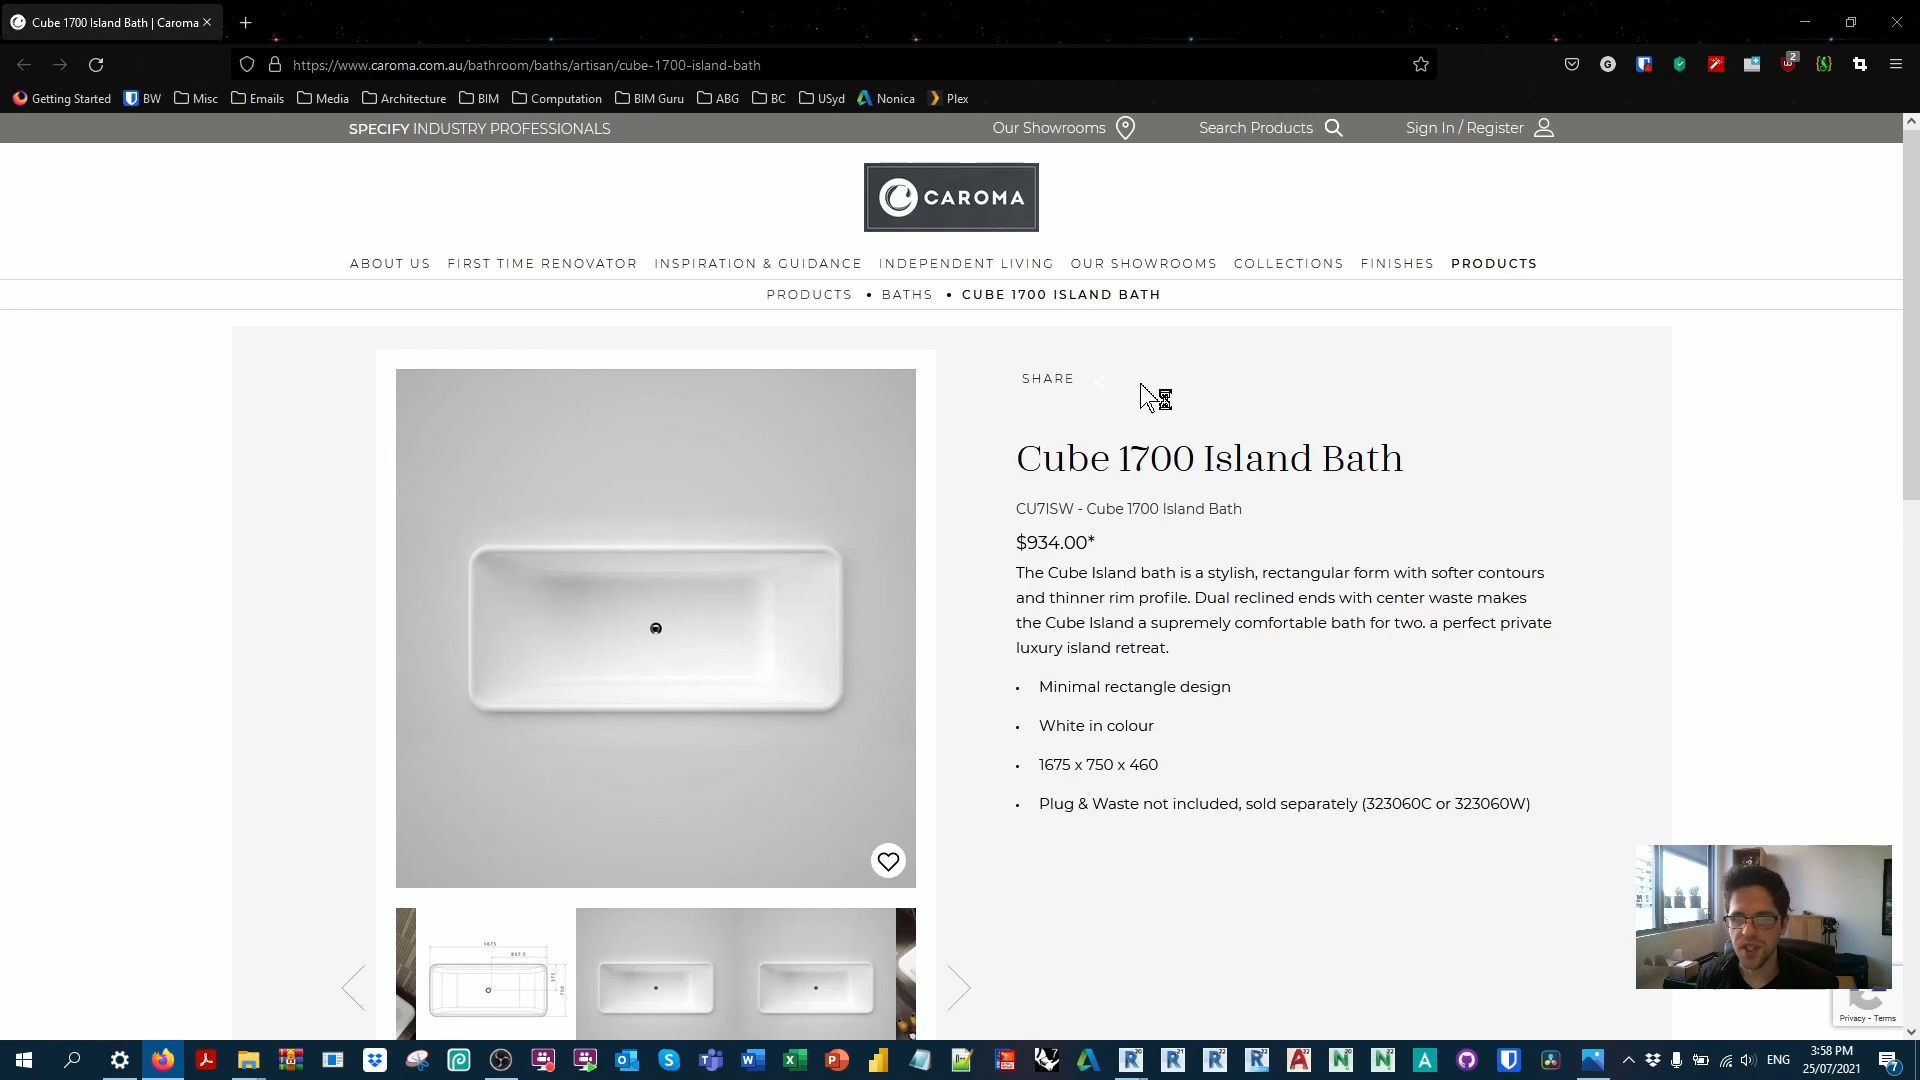 Cube 1700 Island Bath | Caroma
https://www.caroma.com.au/bathroom/baths/artisan/cube-1700-island-bath
2
Getting Started BW Misc Emails Media Architecture BIM Computation BIM Guru ABG BC USyd Nonica Plex
SPECIFY INDUSTRY PROFESSIONALS Our Showrooms Search Products Sign In / Register
CAROMA
ABOUT US FIRST TIME RENOVATOR INSPIRATION & GUIDANCE INDEPENDENT LIVING OUR SHOWROOMS COLLECTIONS FINISHES PRODUCTS
PRODUCTS • BATHS • CUBE 1700 ISLAND BATH
SHARE
Cube 1700 Island Bath
CU7ISW - Cube 1700 Island Bath
$934.00*
The Cube Island bath is a stylish, rectangular form with softer contours
and thinner rim profile. Dual reclined ends with center waste makes
the Cube Island a supremely comfortable bath for two. a perfect private
luxury island retreat.
• Minimal rectangle design
• White in colour
• 1675 x 750 x 460
• Plug & Waste not included, sold separately (323060C or 323060W)
1675
837.5
375
750
Privacy - Terms
ENG
3:58 PM
25/07/2021
7